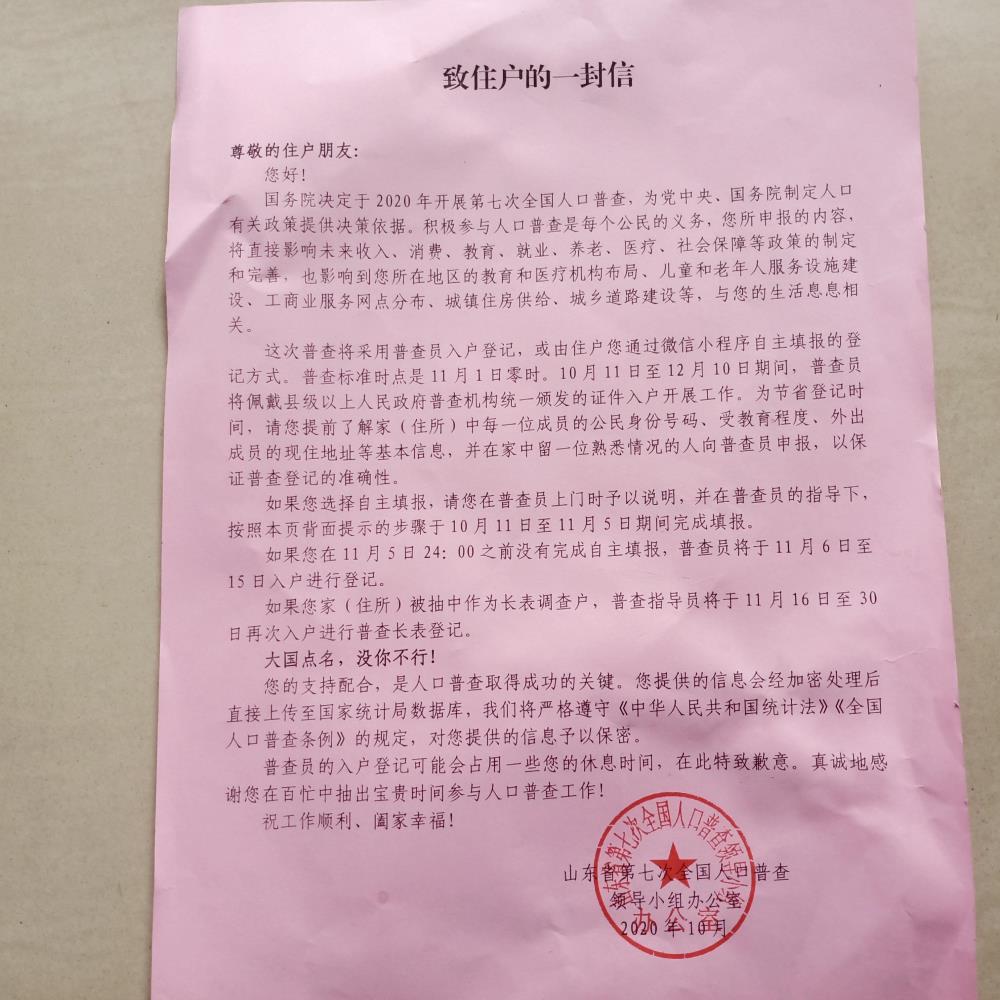 致住户的一封信
尊敬的住户朋友：
您好！
国务院决定于2020年开展第七次全国人口普查，为党中央、国务院制定人口
有关政策提供决策依据。积极参与人口普查是每个公民的义务，您所申报的内容，
将直接影响未来收入、消费、教育、就业、养老、医疗、社会保障等政策的制定
和完善，也影响到您所在地区的教育和医疗机构布局、儿童和老年人服务设施建
设、工商业服务网点分布、城镇住房供给、城乡道路建设等，与您的生活息息相
关。
这次普查将采用普查员入户登记，或由住户您通过微信小程序自主填报的登
记方式。普查标准时点是11月1日零时。10月11日至12月10日期间，普查员
将佩戴县级以上人民政府普查机构统一颁发的证件入户开展工作。为节省登记时
间，请您提前了解家（住所）中每一位成员的公民身份号码、受教育程度、外出
成员的现住地址等基本信息，并在家中留一位熟悉情况的人向普查员申报，以保
证普查登记的准确性。
如果您选择自主填报，请您在普查员上门时予以说明，并在普查员的指导下，
按照本页背面提示的步骤于10月11日至11月5日期间完成填报。
如果您在11月5日24：00之前没有完成自主填报，普查员将于11月6日至
15日入户进行登记。
如果您家（住所）被抽中作为长表调查户，普查指导员将于11月16日至30
日再次入户进行普查长表登记。
大国点名，没你不行！
您的支持配合，是人口普查取得成功的关键。您提供的信息会经加密处理后
直接上传至国家统计局数据库，我们将严格遵守《中华人民共和国统计法》《全国
人口普查条例》的规定，对您提供的信息予以保密。
普查员的入户登记可能会占用一些您的休息时间，在此特致歉意。真诚地感
谢您在百忙中抽出宝贵时间参与人口普查工作！
祝工作顺利、阖家幸福！
山东省第七次全国人口普查
领导小组办公室
2020年10月
山东省第七次全国人口普查领导小组
办公室